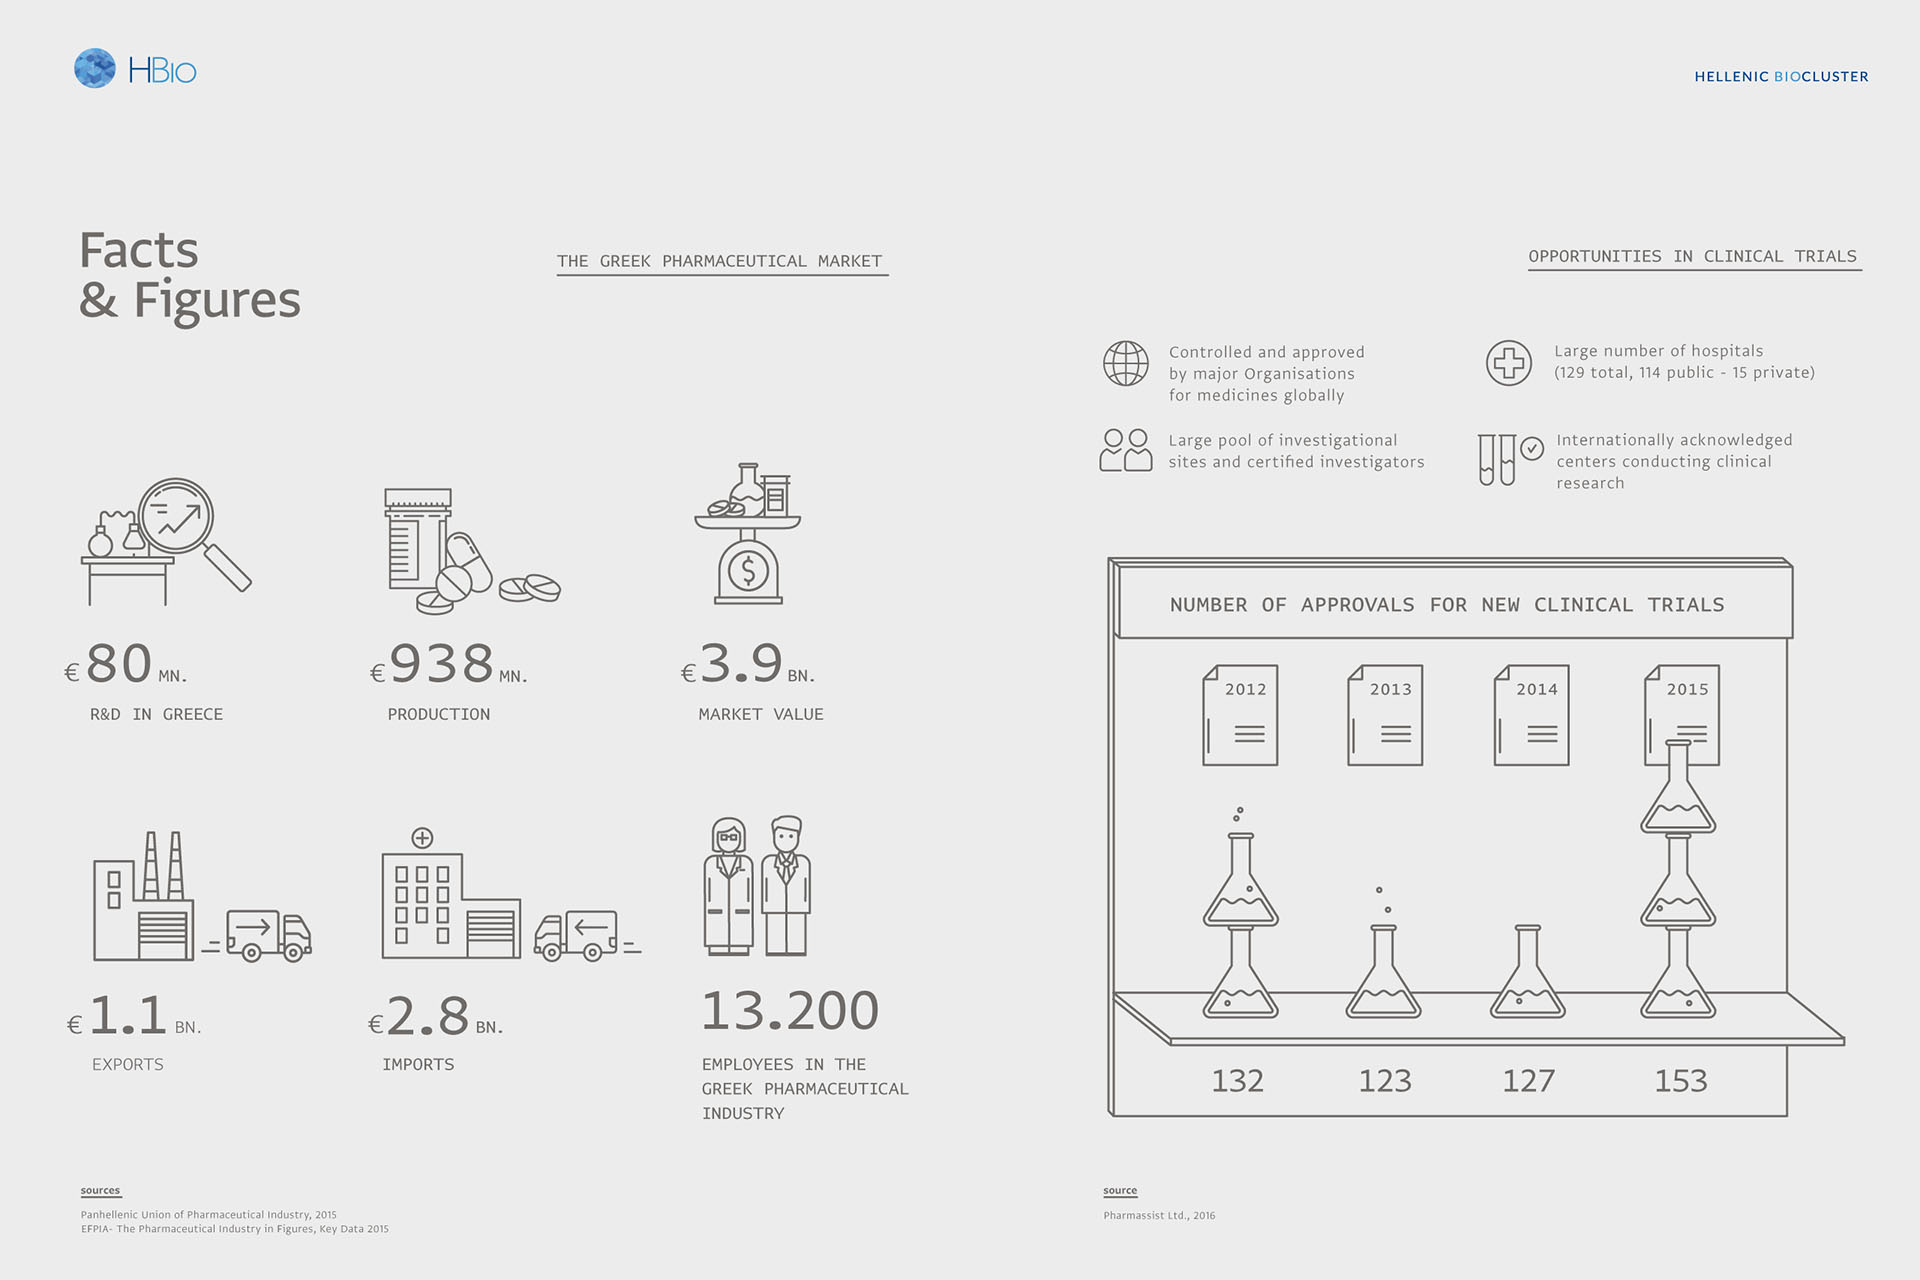 HBIO
HELLENIC BIOCLUSTER
Facts
& Figures
THE GREEK PHARMACEUTICAL MARKET
€ 80 MN.
R&D IN GREECE
€ 938 MN.
PRODUCTION
$
€ 3.9 BN.
MARKET VALUE
€ 1.1 BN.
EXPORTS
€ 2.8 BN.
IMPORTS
13.200
EMPLOYEES IN THE
GREEK PHARMACEUTICAL
INDUSTRY
sources
Panhellenic Union of Pharmaceutical Industry, 2015
EFPIA- The Pharmaceutical Industry in Figures, Key Data 2015
OPPORTUNITIES IN CLINICAL TRIALS
Controlled and approved
by major Organisations
for medicines globally
Large number of hospitals
(129 total, 114 public - 15 private)
Large pool of investigational
sites and certified investigators
Internationally acknowledged
centers conducting clinical
research
NUMBER OF APPROVALS FOR NEW CLINICAL TRIALS
2012 2013 2014 2015
132 123 127 153
source
Pharmassist Ltd., 2016